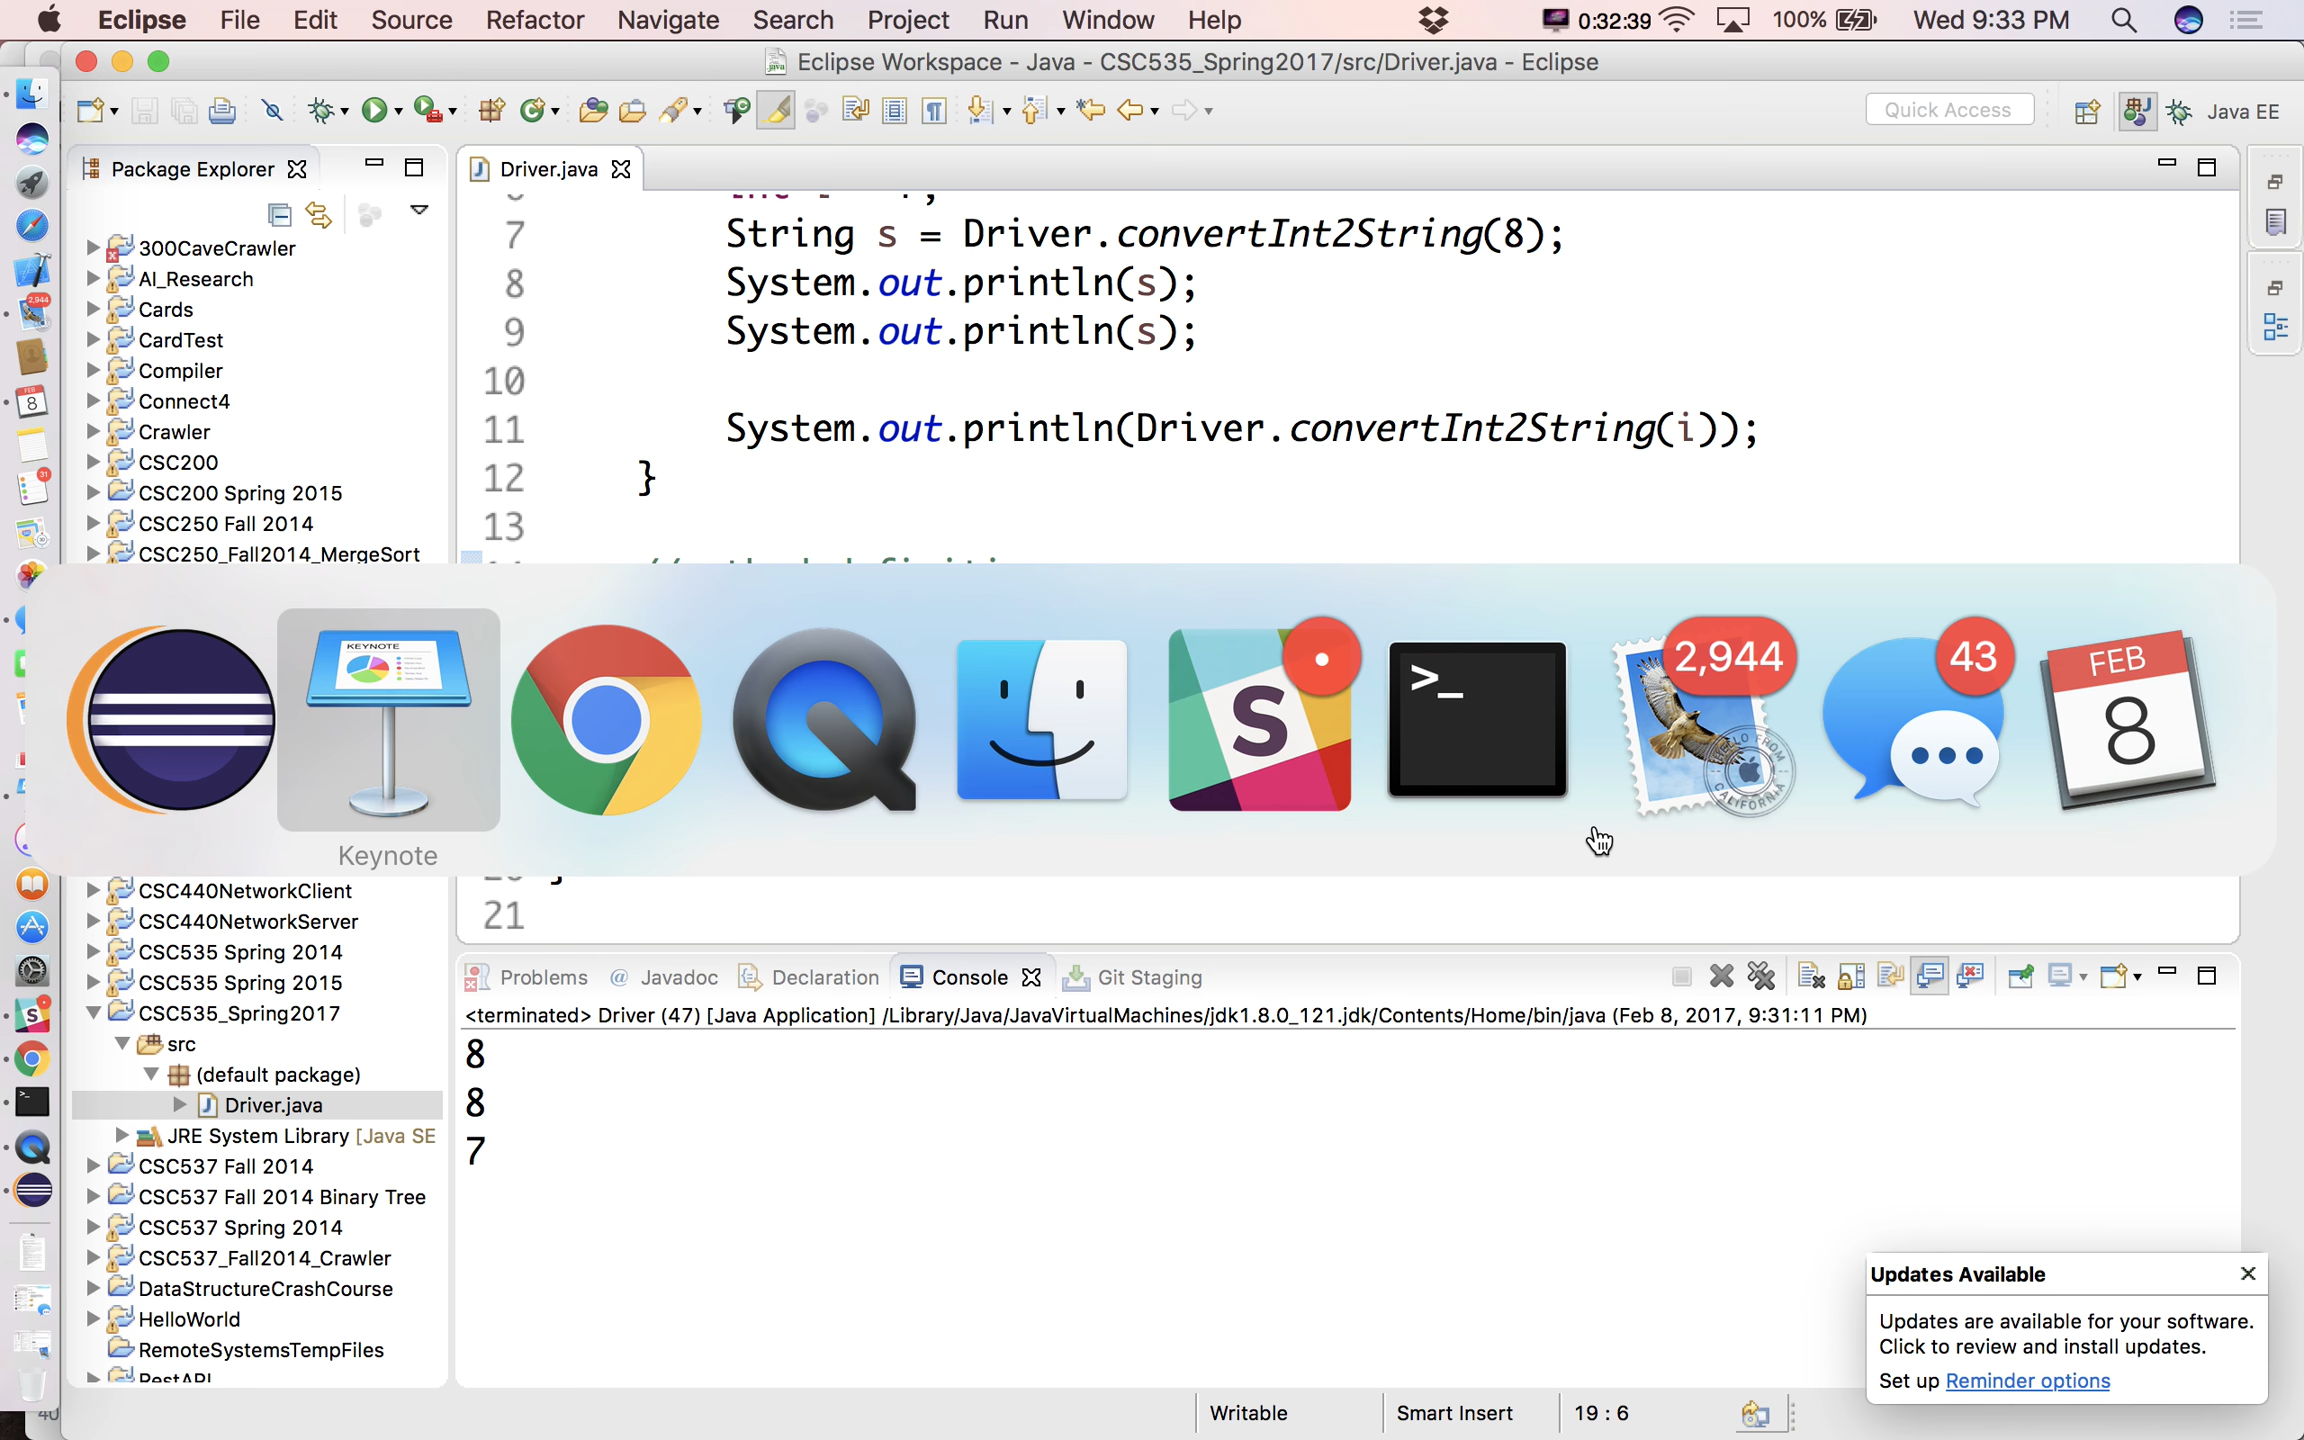 Eclipse File Edit Source Refactor Navigate Search Project Run Window Help 0:32:39 100% Wed 9:33 PM
Eclipse Workspace - Java - CSC535_Spring2017/src/Driver.java - Eclipse
Quick Access Java EE
Package Explorer
Driver.java
300CaveCrawler
AI_Research
Cards
CardTest
Compiler
Connect4
Crawler
CSC200
CSC200 Spring 2015
CSC250 Fall 2014
CSC250_Fall2014_MergeSort
7 String s = Driver.convertInt2String(8);
8 System.out.println(s);
9 System.out.println(s);
10
11 System.out.println(Driver.convertInt2String(i));
12 }
13
KEYNOTE
S
>_
2,944
43
FEB
8
Keynote
21
CSC440NetworkClient
CSC440NetworkServer
CSC535 Spring 2014
CSC535 Spring 2015
CSC535_Spring2017
src
(default package)
Driver.java
JRE System Library [Java SE
CSC537 Fall 2014
CSC537 Fall 2014 Binary Tree
CSC537 Spring 2014
CSC537_Fall2014_Crawler
DataStructureCrashCourse
HelloWorld
RemoteSystemsTempFiles
RestAPI
Problems @ Javadoc Declaration Console Git Staging
<terminated> Driver (47) [Java Application] /Library/Java/JavaVirtualMachines/jdk1.8.0_121.jdk/Contents/Home/bin/java (Feb 8, 2017, 9:31:11 PM)
8
8
7
Updates Available
Updates are available for your software.
Click to review and install updates.
Set up Reminder options
Writable Smart Insert 19 : 6